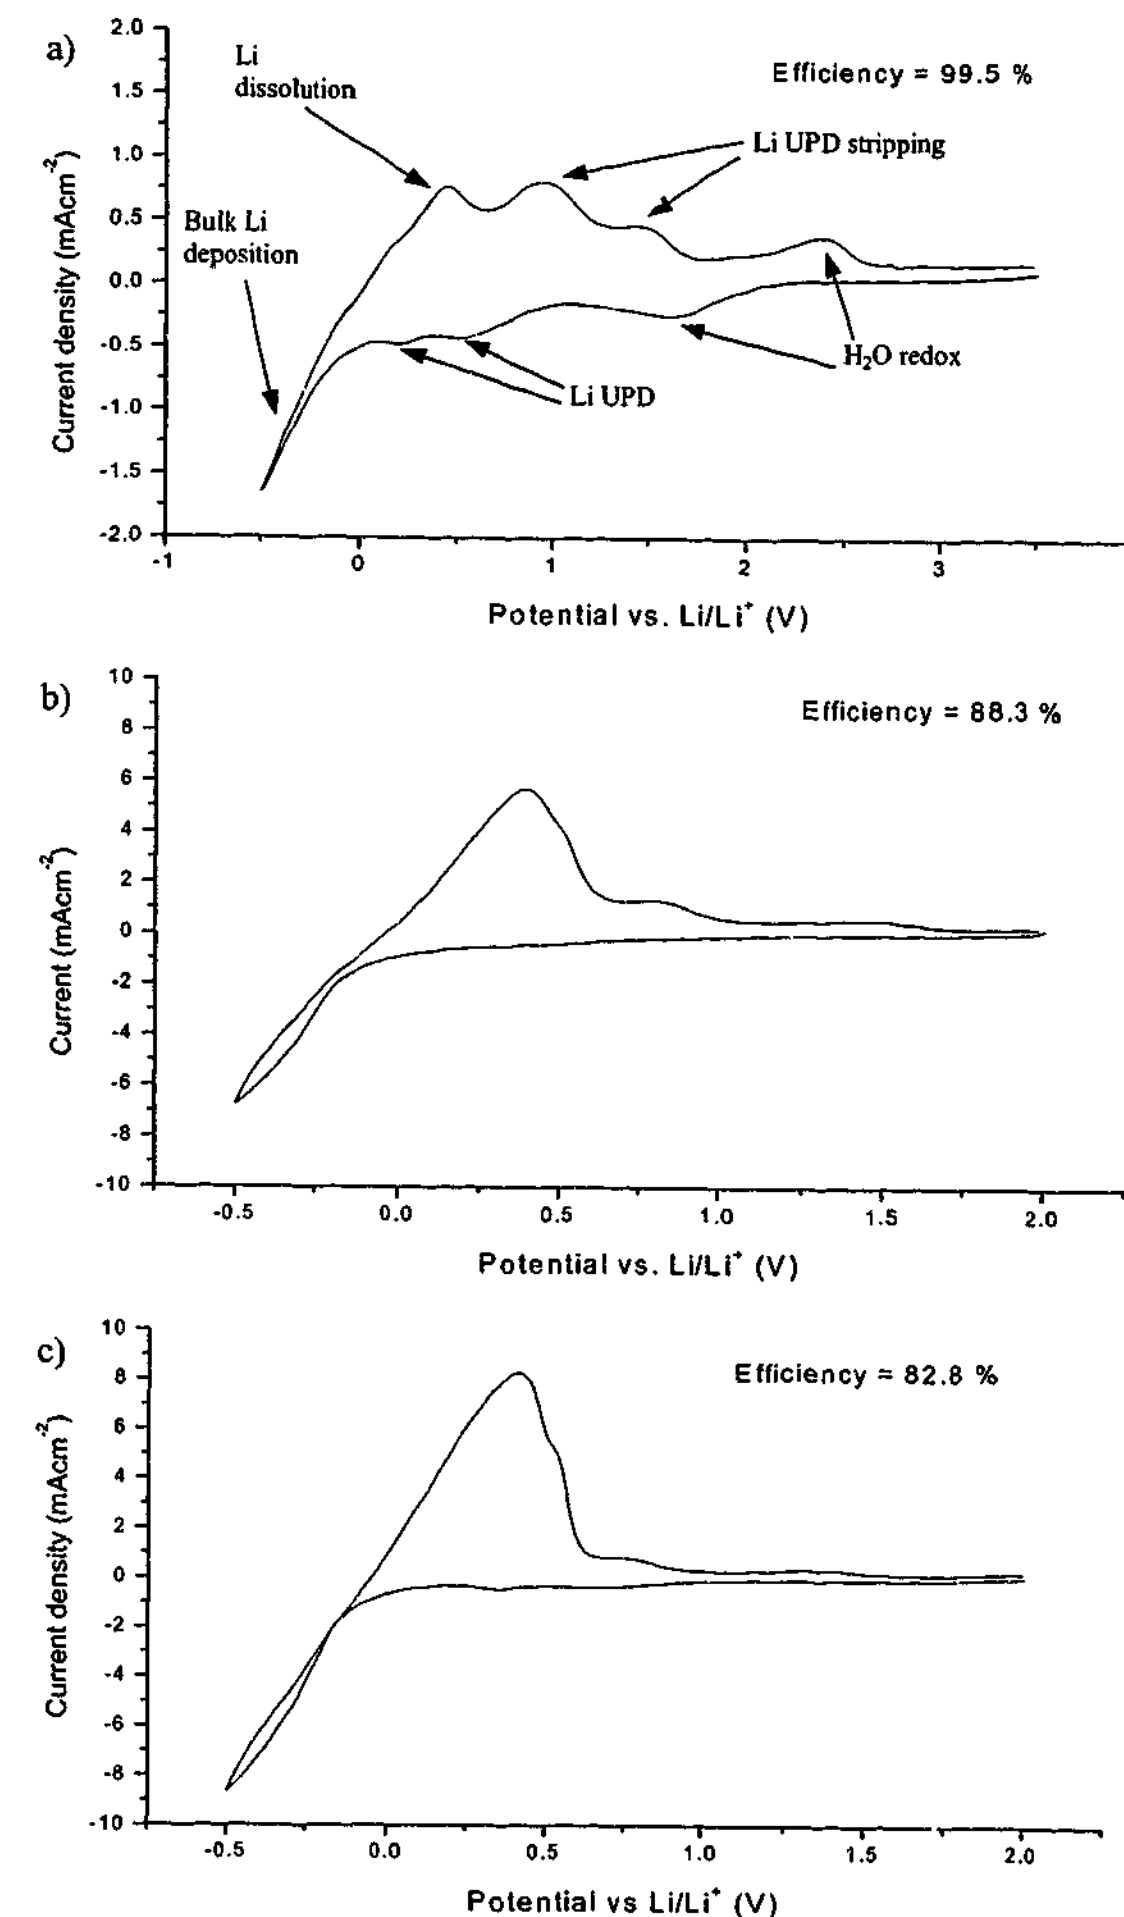 a)
2.0
1.5
1.0
0.5
0.0
-0.5
-1.0
-1.5
-2.0
Current density (mAcm⁻²)
Li
dissolution
Efficiency = 99.5 %
Li UPD stripping
Bulk Li
deposition
H₂O redox
Li UPD
-1 0 1 2 3
Potential vs. Li/Li⁺ (V)
b)
10
8
6
4
2
0
-2
-4
-6
-8
-10
Current (mAcm⁻²)
Efficiency = 88.3 %
-0.5 0.0 0.5 1.0 1.5 2.0
Potential vs. Li/Li⁺ (V)
c)
10
8
6
4
2
0
-2
-4
-6
-8
-10
Current density (mAcm⁻²)
Efficiency = 82.8 %
-0.5 0.0 0.5 1.0 1.5 2.0
Potential vs Li/Li⁺ (V)